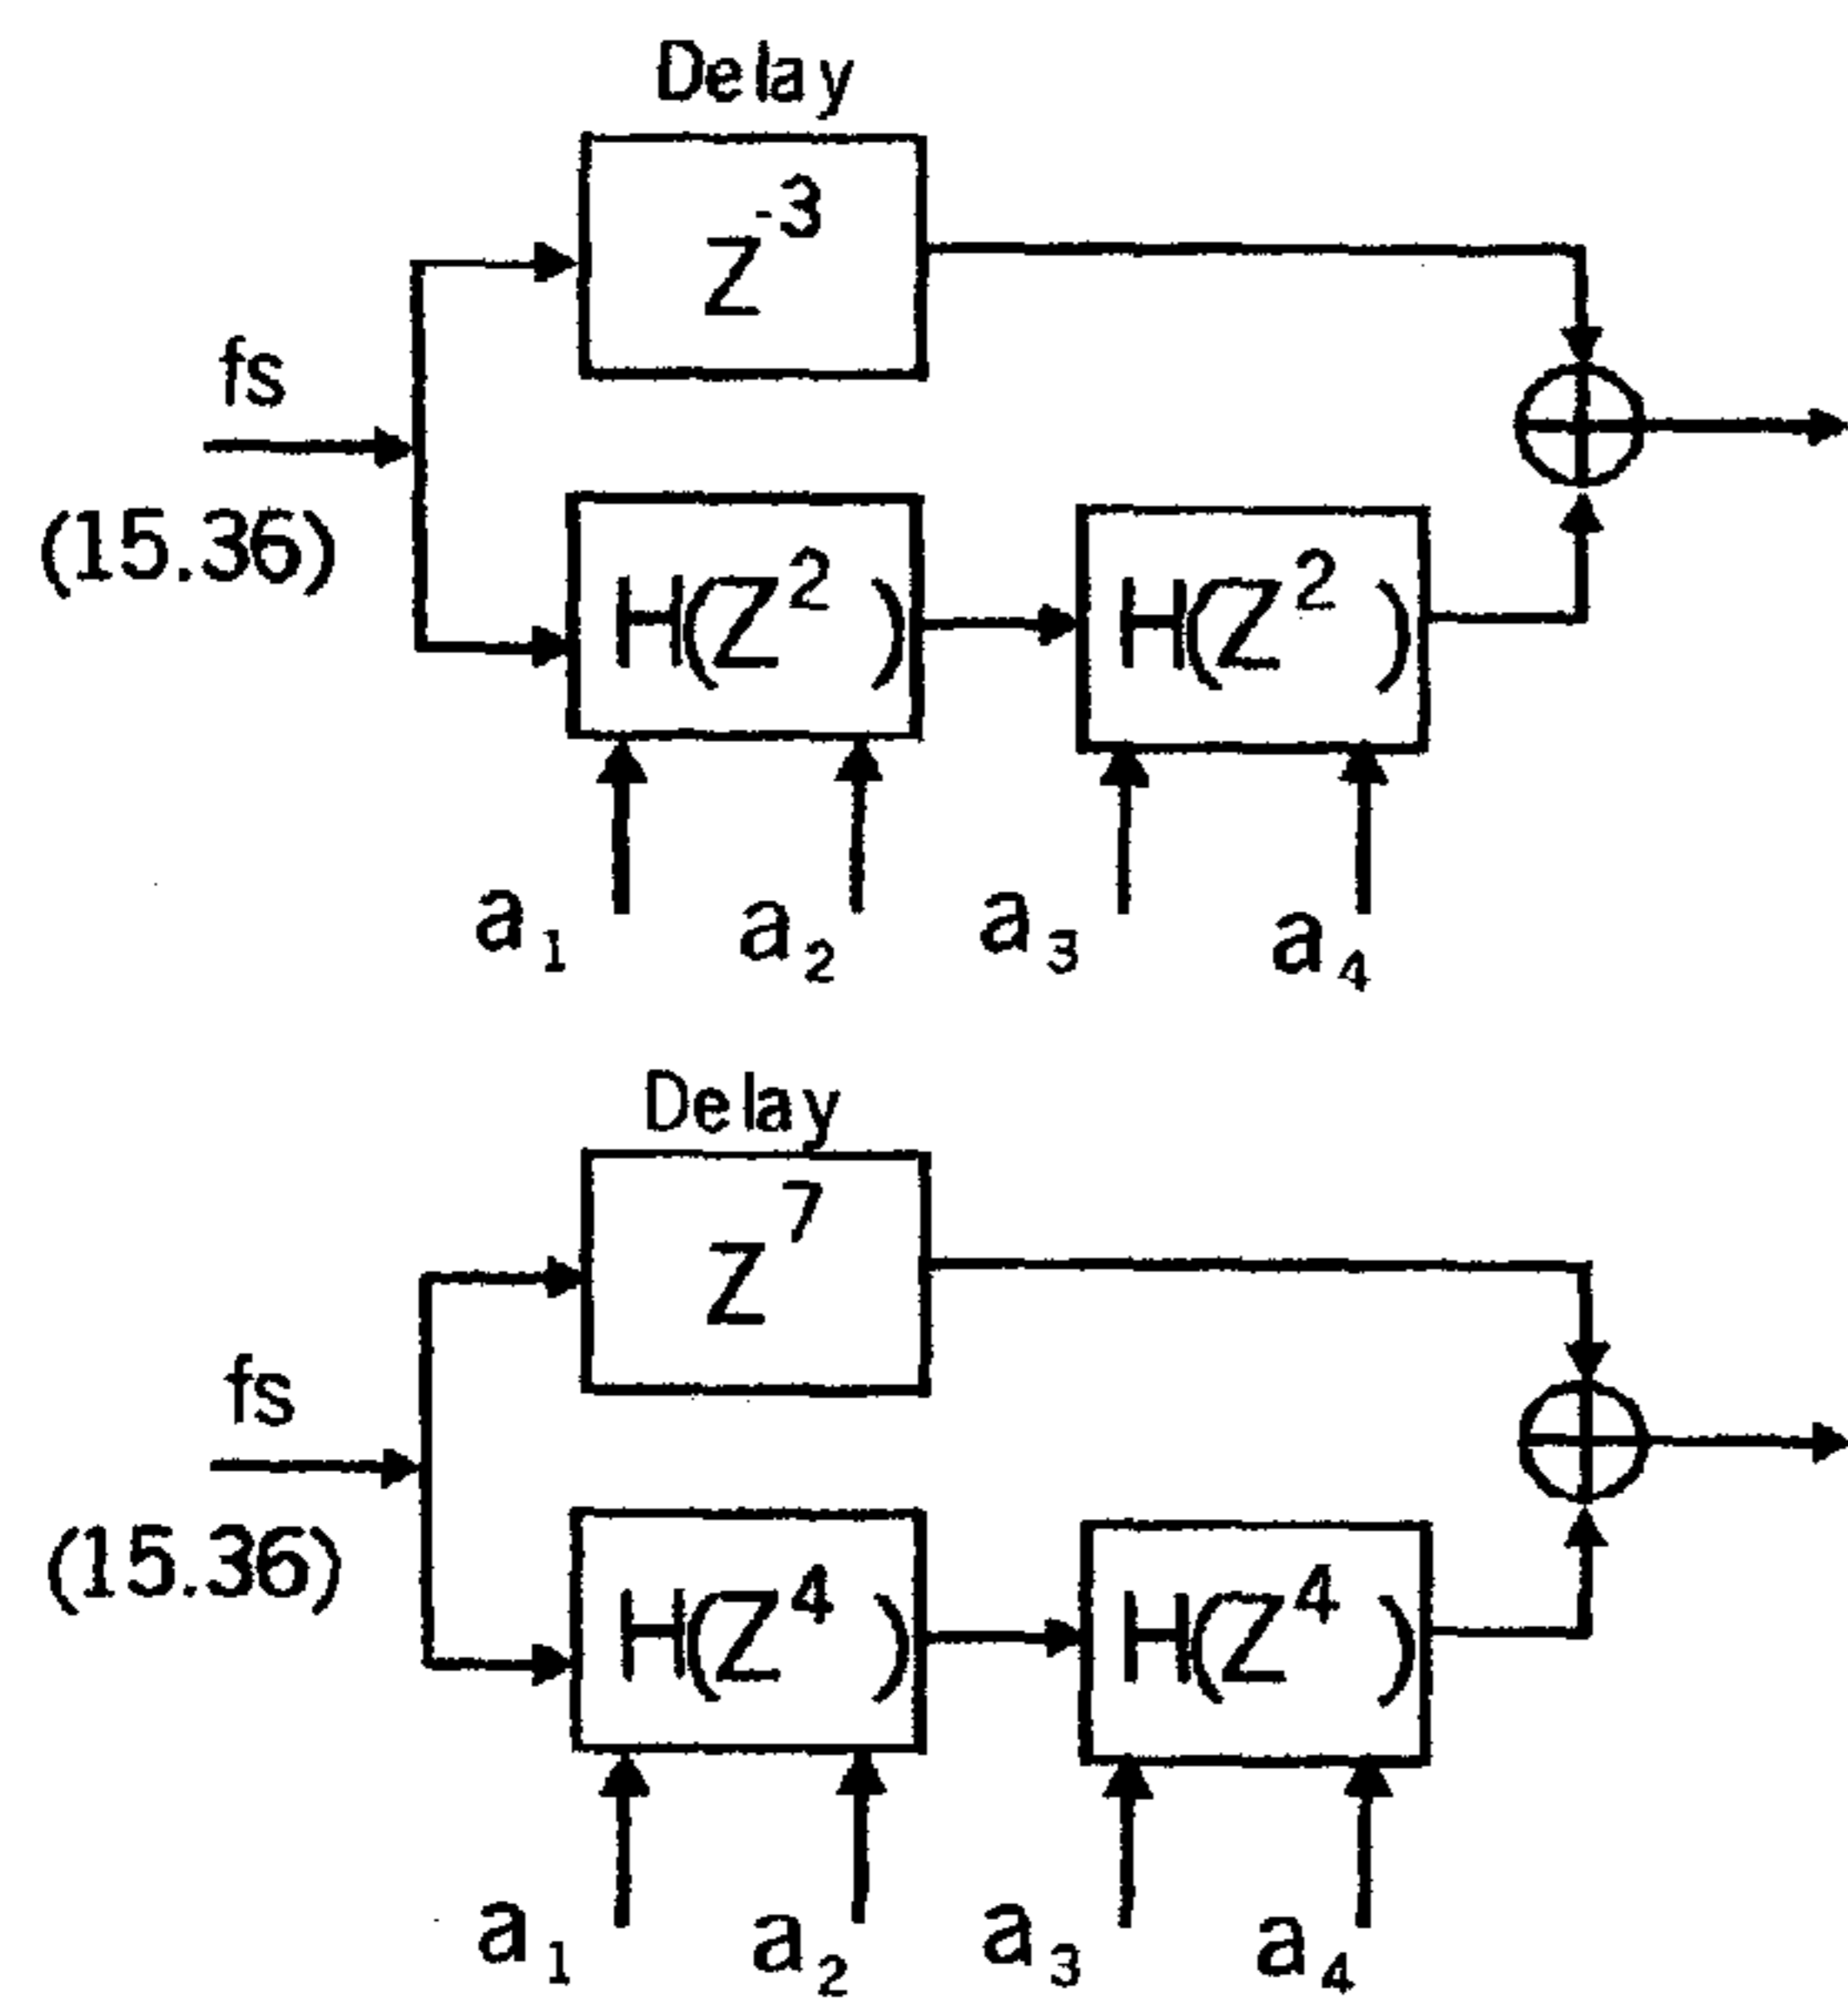 Delay
Z⁻³
fs
(15.36)
H(Z²)
H(Z²)
a₁
a₂
a₃
a₄
Delay
Z⁷
fs
(15.36)
H(Z⁴)
H(Z⁴)
a₁
a₂
a₃
a₄